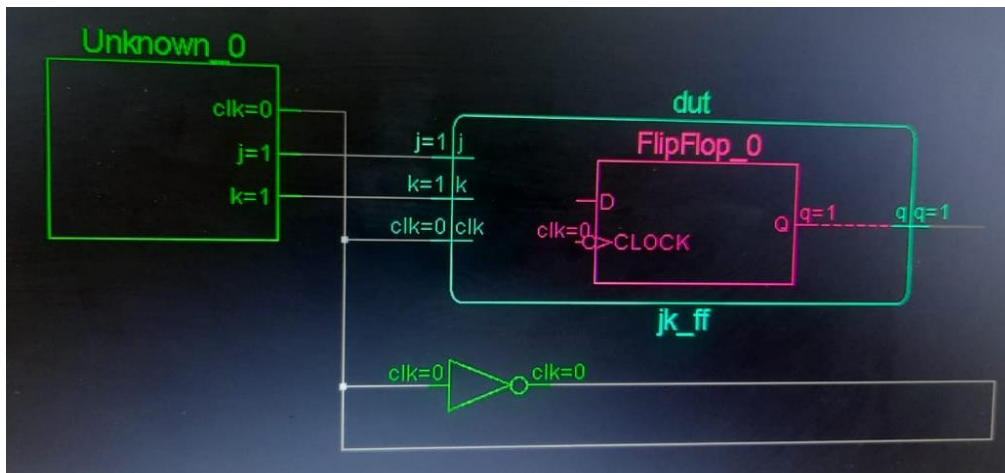 Unknown_0
clk=0
j=1
k=1
dut
j=1 j
k=1 k
clk=0 clk
FlipFlop_0
D
clk=0
CLOCK
Q
q=1
q q=1
jk_ff
clk=0
clk=0